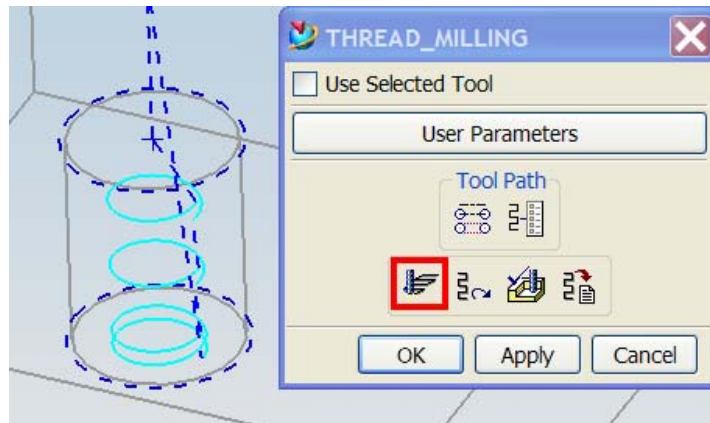 THREAD_MILLING
Use Selected Tool
User Parameters
Tool Path
OK Apply Cancel